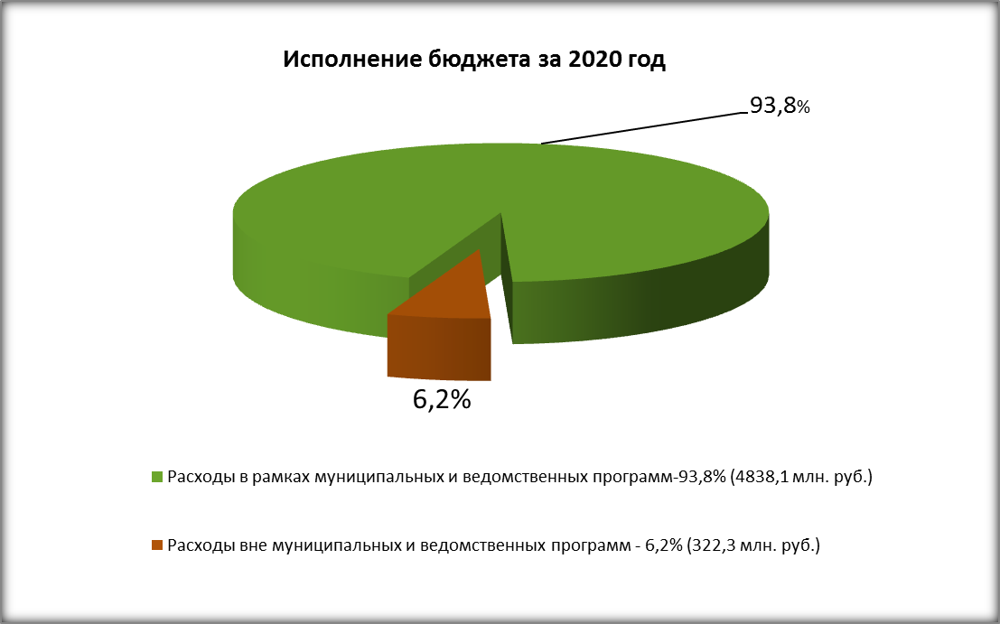 Исполнение бюджета за 2020 год
93,8%
6,2%
Расходы в рамках муниципальных и ведомственных программ-93,8% (4838,1 млн. руб.)
Расходы вне муниципальных и ведомственных программ - 6,2% (322,3 млн. руб.)